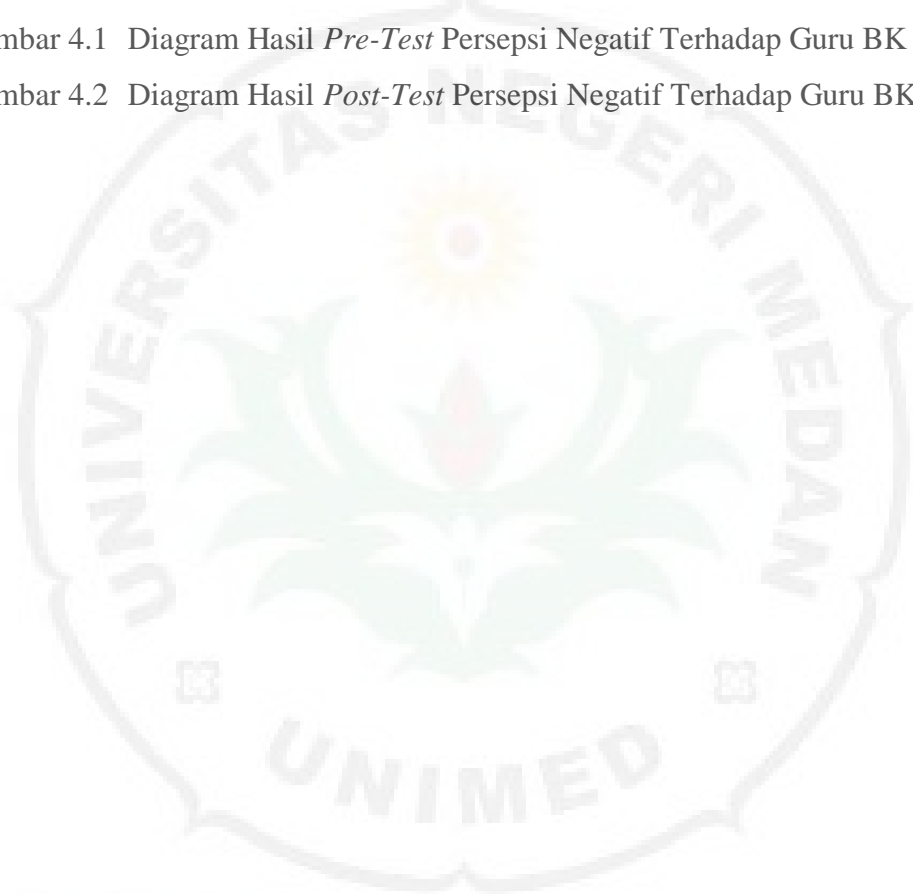 mbar 4.1 Diagram Hasil Pre-Test Persepsi Negatif Terhadap Guru BK
mbar 4.2 Diagram Hasil Post-Test Persepsi Negatif Terhadap Guru BK
UNIVERSITAS NEGERI MEDAN
UNIMED